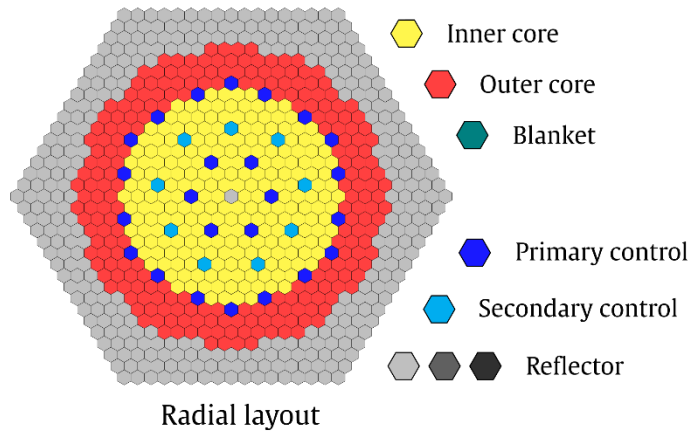 Inner core
Outer core
Blanket
Primary control
Secondary control
Reflector
Radial layout